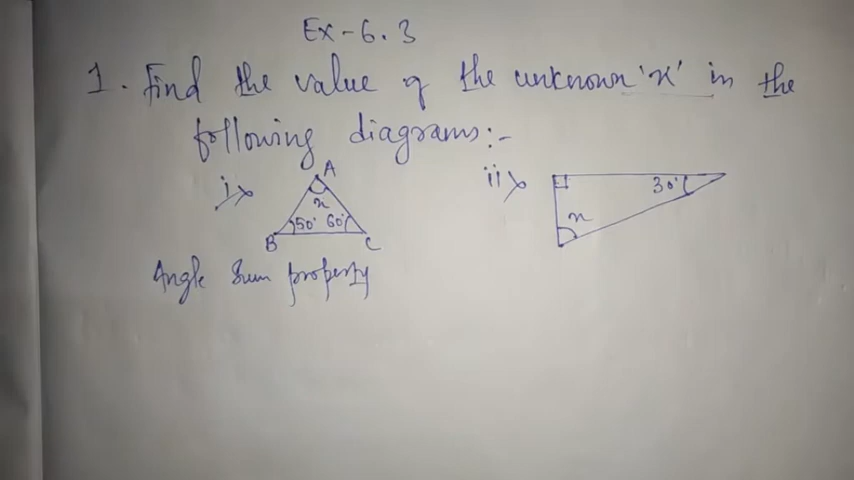 Ex-6.3
1. Find the value of the unknown 'x' in the
following diagrams:-
i>
A
x
50° 60°
B C
ii>
30°
x
Angle Sum property